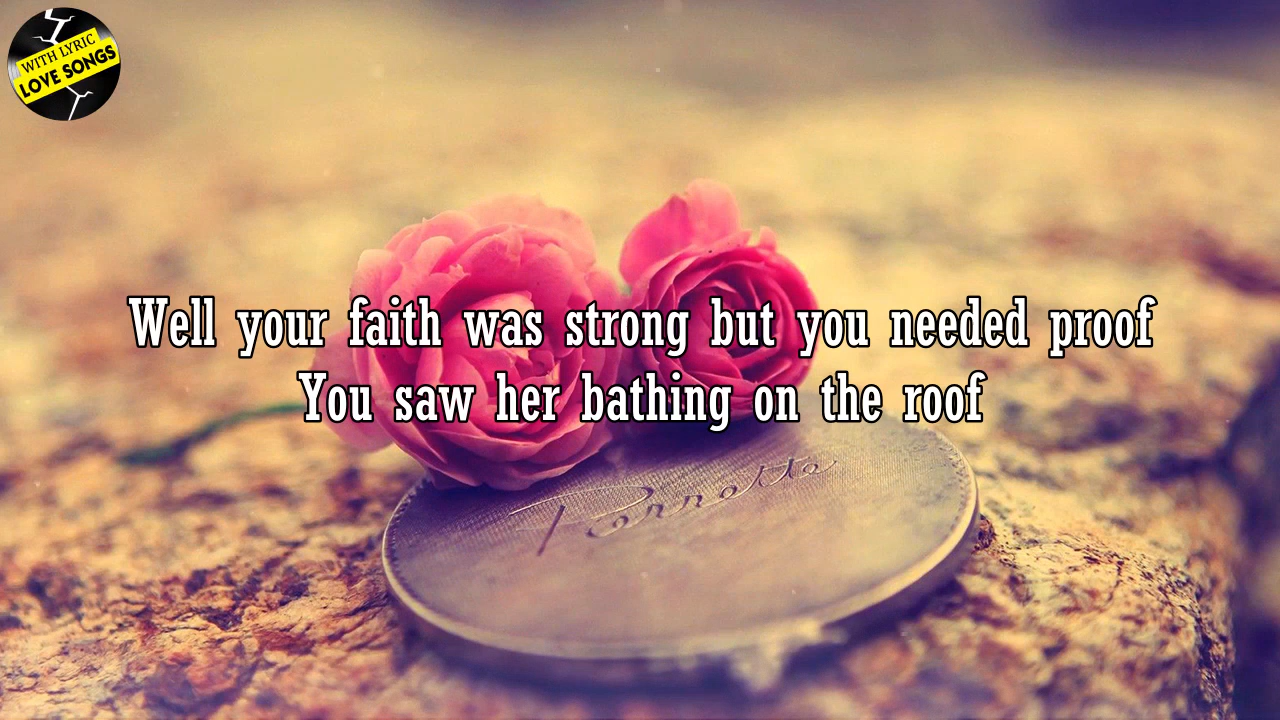 WITH LYRIC
LOVE SONGS
Well your faith was strong but you needed proof
You saw her bathing on the roof